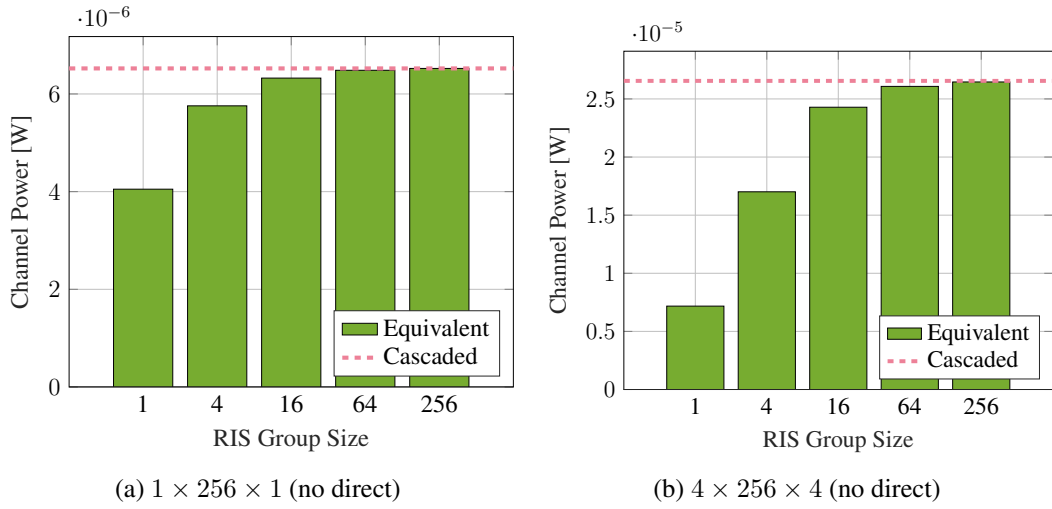 ·10⁻⁶
Channel Power [W]
6
4
2
0
1
4
16
64
256
RIS Group Size
Equivalent
Cascaded
(a) 1 × 256 × 1 (no direct)
·10⁻⁵
Channel Power [W]
2.5
2
1.5
1
0.5
0
1
4
16
64
256
RIS Group Size
Equivalent
Cascaded
(b) 4 × 256 × 4 (no direct)